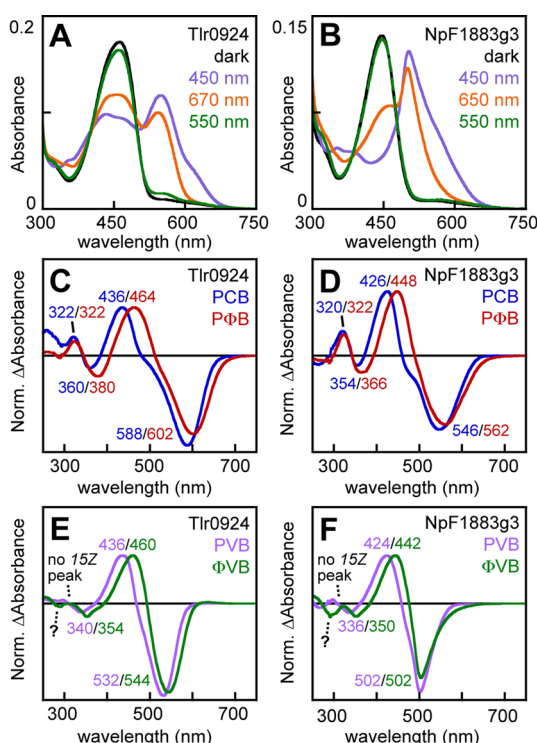 A
Tlr0924
dark
450 nm
670 nm
550 nm
0.2
0
Absorbance
300 450 600 750
wavelength (nm)
B
NpF1883g3
dark
450 nm
650 nm
550 nm
0.15
0
Absorbance
300 450 600 750
wavelength (nm)
C
Tlr0924
PCB
PΦB
436/464
322/322
360/380
588/602
Norm. ΔAbsorbance
300 500 700
wavelength (nm)
D
NpF1883g3
PCB
PΦB
426/448
320/322
354/366
546/562
Norm. ΔAbsorbance
300 500 700
wavelength (nm)
E
Tlr0924
PVB
ΦVB
436/460
no 15Z
peak
?
340/354
532/544
Norm. ΔAbsorbance
300 500 700
wavelength (nm)
F
NpF1883g3
PVB
ΦVB
424/442
no 15Z
peak
?
336/350
502/502
Norm. ΔAbsorbance
300 500 700
wavelength (nm)